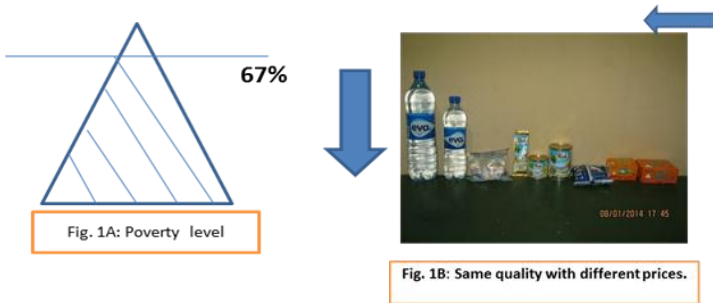 67%
Fig. 1A: Poverty level
eva
eva
08/01/2014 17:45
Fig. 1B: Same quality with different prices.